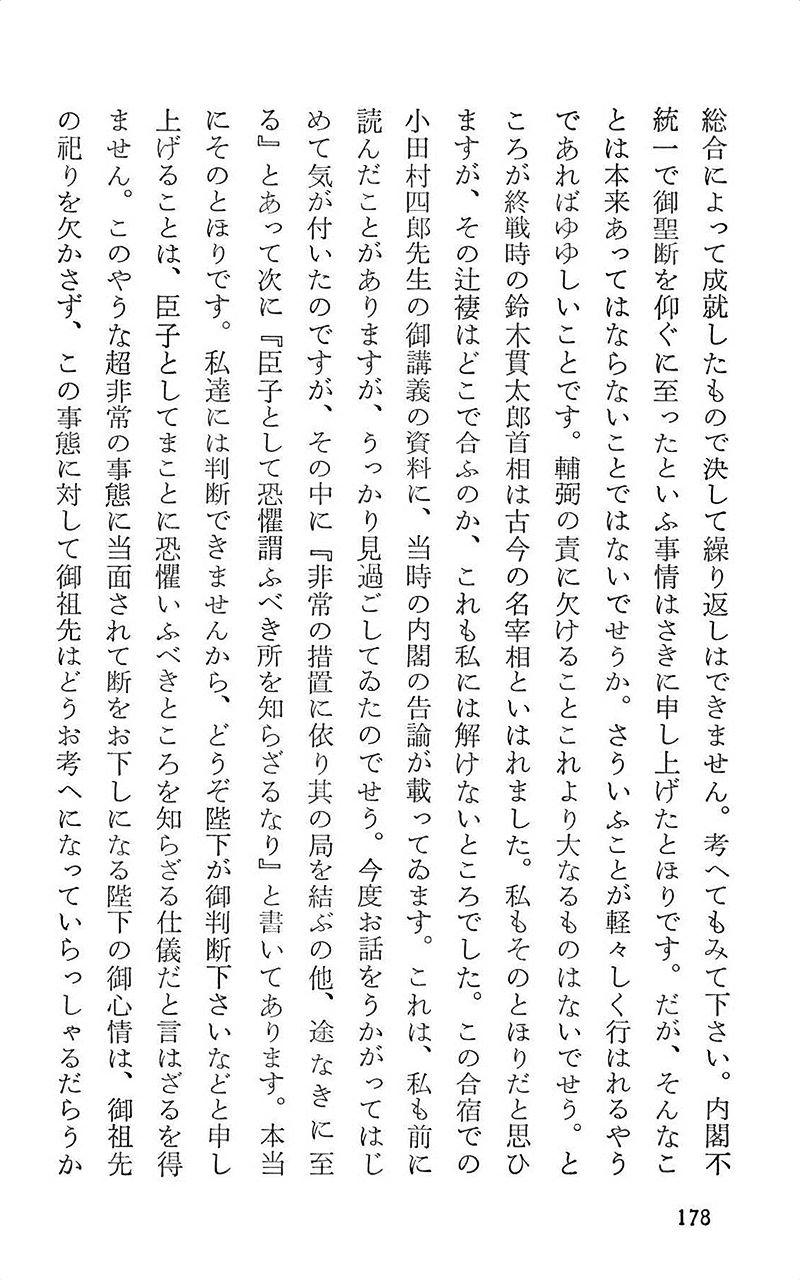 総合によって成就したもので決して繰り返しはできません。考へてもみて下さい。内閣不
統一で御聖断を仰ぐに至ったといふ事情はさきに申し上げたとほりです。だが、そんなこ
とは本来あってはならないことではないでせうか。さういふことが軽々しく行はれるやう
であればゆゆしいことです。輔弼の責に欠けることこれより大なるものはないでせう。と
ころが終戦時の鈴木貫太郎首相は古今の名宰相といはれました。私もそのとほりだと思ひ
ますが、その辻褄はどこで合ふのか、これも私には解けないところでした。この合宿での
小田村四郎先生の御講義の資料に、当時の内閣の告諭が載ってゐます。これは、私も前に
読んだことがありますが、うっかり見過ごしてゐたのでせう。今度お話をうかがってはじ
めて気が付いたのですが、その中に『非常の措置に依り其の局を結ぶの他、途なきに至
る』とあって次に『臣子として恐懼謂ふべき所を知らざるなり』と書いてあります。本当
にそのとほりです。私達には判断できませんから、どうぞ陛下が御判断下さいなどと申し
上げることは、臣子としてまことに恐懼いふべきところを知らざる仕儀だと言はざるを得
ません。このやうな超非常の事態に当面されて断をお下しになる陛下の御心情は、御祖先
の祀りを欠かさず、この事態に対して御祖先はどうお考へになっていらっしゃるだらうか
178